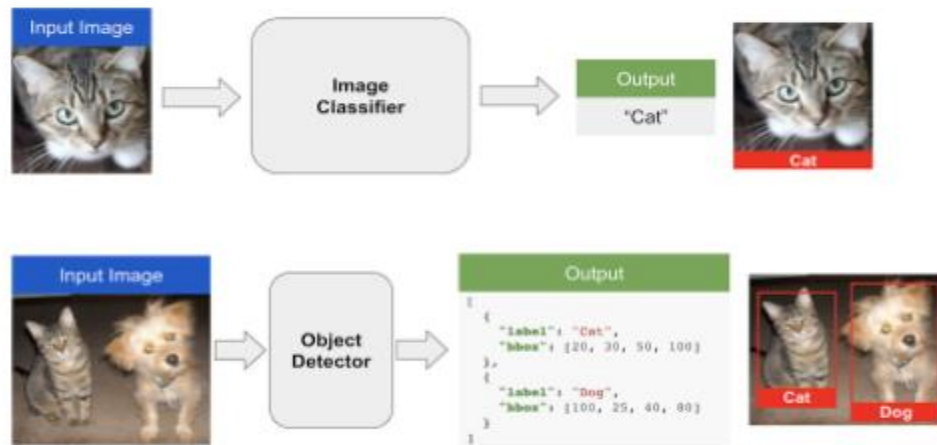 Input Image
Image
Classifier
Output
"Cat"
Cat
Input Image
Object
Detector
Output
[
{
"label": "Cat",
"bbox": [20, 30, 50, 100]
},
{
"label": "Dog",
"bbox": [100, 25, 40, 80]
}
]
Cat
Dog